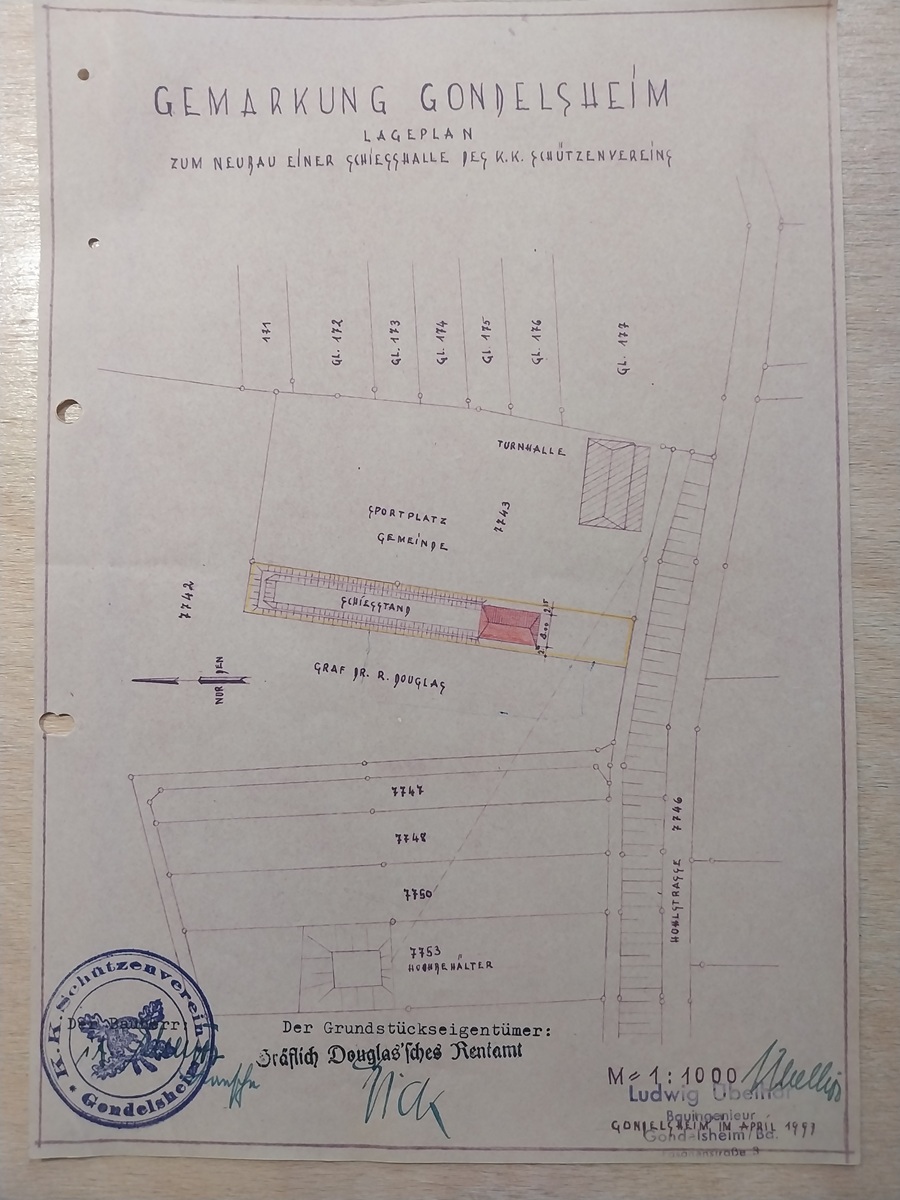 GEMARKUNG GONDELSHEIM
LAGEPLAN
ZUM NEUBAU EINER SCHIESSHALLE DES K.K. SCHÜTZENVEREINS
171
GL. 172
GL. 173
GL. 174
GL. 175
GL. 176
GL. 177
TURNHALLE
SPORTPLATZ
GEMEINDE
7743
7742
SCHIESSTAND
NORDEN
GRAF DR. R. DOUGLAS
7747
7748
7750
7753
HOCHBEHÄLTER
HOHLSTRASSE 7746
K.K. Schützenverein
Gondelsheim
Der Bauherr:
Der Grundstückseigentümer:
Gräflich Douglas'sches Rentamt
M = 1:1000
Ludwig
Bauingenieur
Gondelsheim/Bd.
GONDELSHEIM, IM APRIL